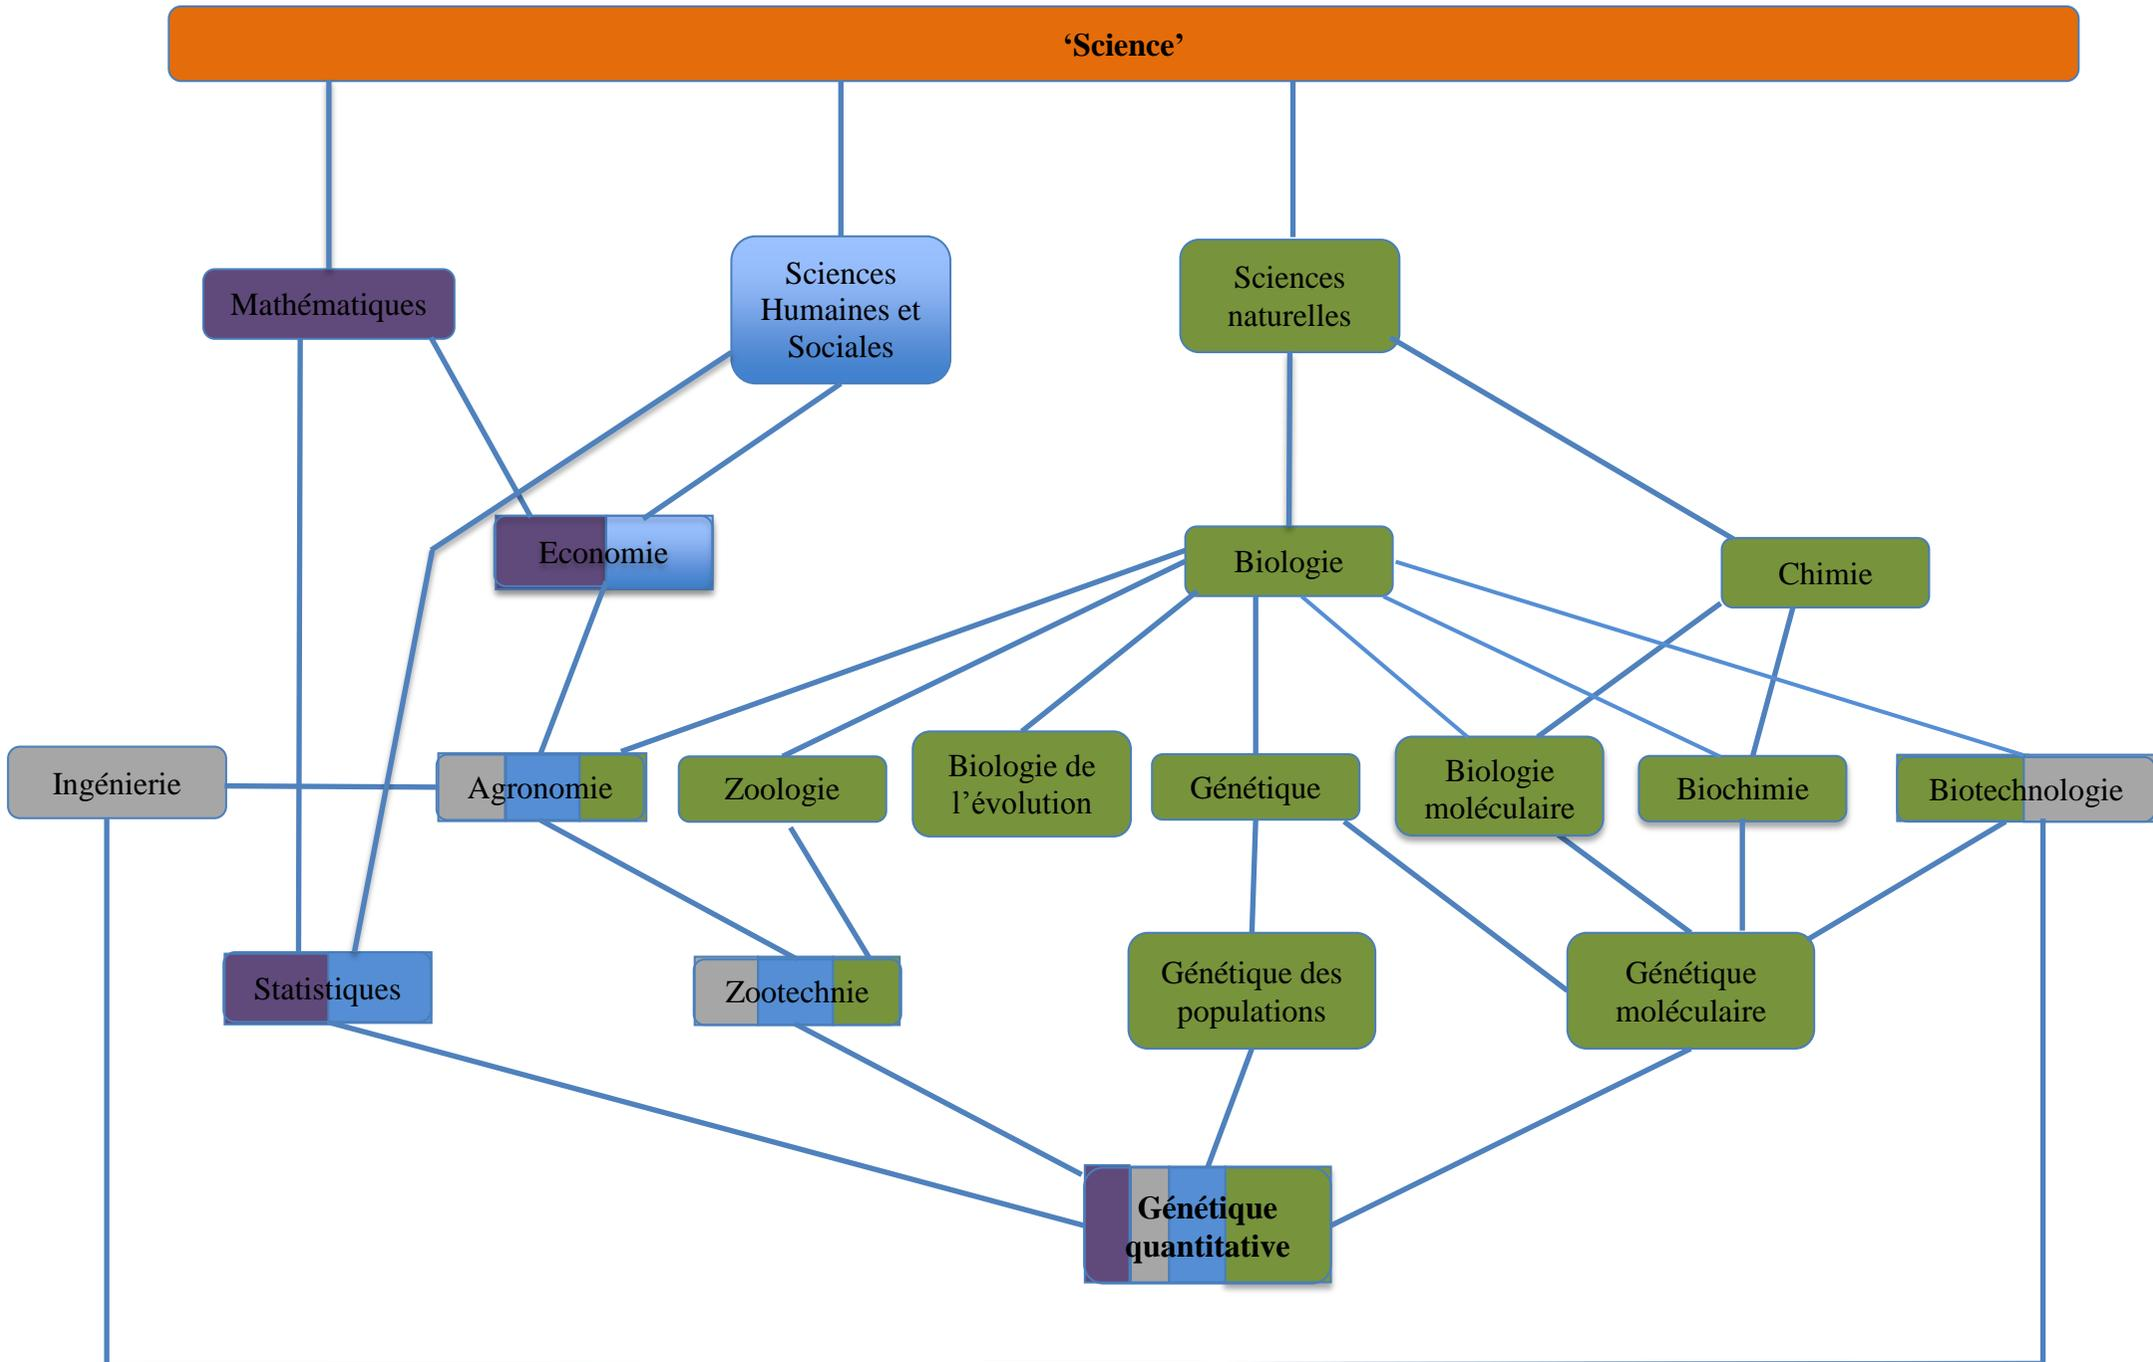 ‘Science’
Mathématiques
Sciences
Humaines et
Sociales
Sciences
naturelles
Economie
Biologie
Chimie
Ingénierie
Agronomie
Zoologie
Biologie de
l’évolution
Génétique
Biologie
moléculaire
Biochimie
Biotechnologie
Statistiques
Zootechnie
Génétique des
populations
Génétique
moléculaire
Génétique
quantitative